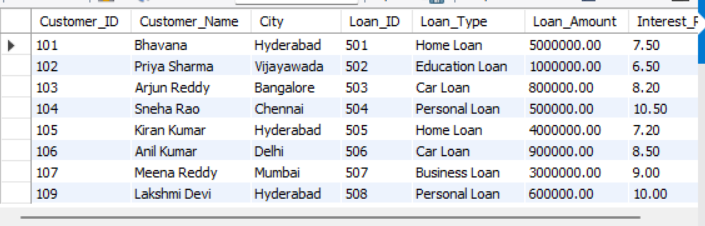 Customer_ID Customer_Name City Loan_ID Loan_Type Loan_Amount Interest_R
101 Bhavana Hyderabad 501 Home Loan 5000000.00 7.50
102 Priya Sharma Vijayawada 502 Education Loan 1000000.00 6.50
103 Arjun Reddy Bangalore 503 Car Loan 800000.00 8.20
104 Sneha Rao Chennai 504 Personal Loan 500000.00 10.50
105 Kiran Kumar Hyderabad 505 Home Loan 4000000.00 7.20
106 Anil Kumar Delhi 506 Car Loan 900000.00 8.50
107 Meena Reddy Mumbai 507 Business Loan 3000000.00 9.00
109 Lakshmi Devi Hyderabad 508 Personal Loan 600000.00 10.00